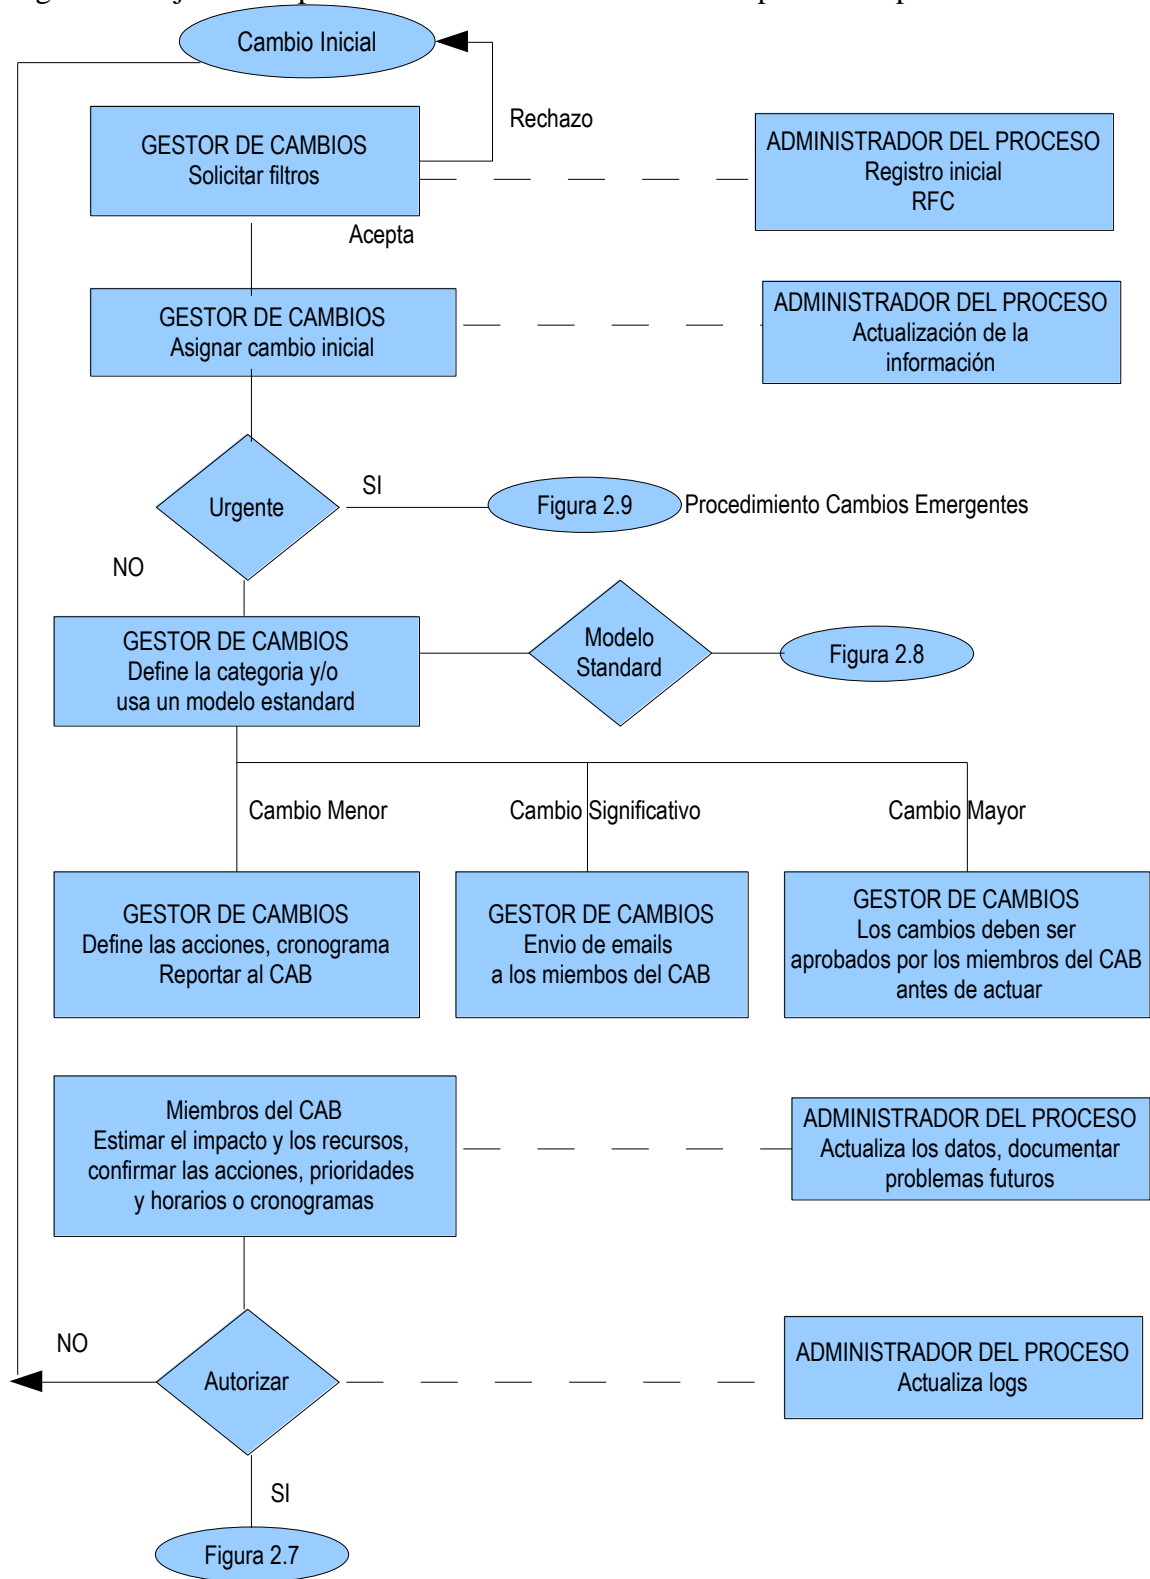 Cambio Inicial
Rechazo
GESTOR DE CAMBIOS
Solicitar filtros
ADMINISTRADOR DEL PROCESO
Registro inicial
RFC
Acepta
GESTOR DE CAMBIOS
Asignar cambio inicial
ADMINISTRADOR DEL PROCESO
Actualización de la
información
Urgente
SI
Figura 2.9
Procedimiento Cambios Emergentes
NO
GESTOR DE CAMBIOS
Define la categoria y/o
usa un modelo estandard
Modelo
Standard
Figura 2.8
Cambio Menor
Cambio Significativo
Cambio Mayor
GESTOR DE CAMBIOS
Define las acciones, cronograma
Reportar al CAB
GESTOR DE CAMBIOS
Envio de emails
a los miembos del CAB
GESTOR DE CAMBIOS
Los cambios deben ser
aprobados por los miembros del CAB
antes de actuar
Miembros del CAB
Estimar el impacto y los recursos,
confirmar las acciones, prioridades
y horarios o cronogramas
ADMINISTRADOR DEL PROCESO
Actualiza los datos, documentar
problemas futuros
NO
Autorizar
ADMINISTRADOR DEL PROCESO
Actualiza logs
SI
Figura 2.7